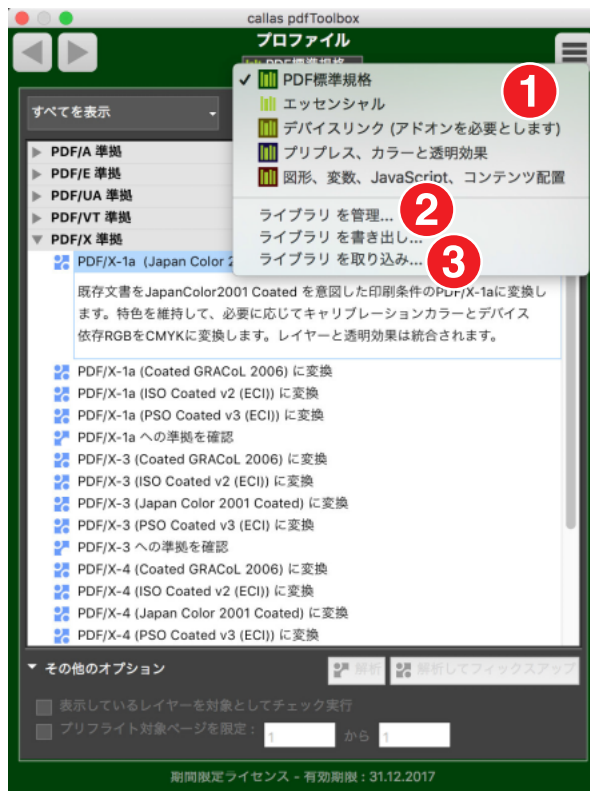 callas pdfToolbox
プロファイル
PDF標準規格
✓ PDF標準規格
1
エッセンシャル
デバイスリンク (アドオンを必要とします)
プリプレス、カラーと透明効果
図形、変数、JavaScript、コンテンツ配置
ライブラリ を管理...
2
ライブラリ を書き出し...
ライブラリ を取り込み...
3
すべてを表示
PDF/A 準拠
PDF/E 準拠
PDF/UA 準拠
PDF/VT 準拠
PDF/X 準拠
PDF/X-1a (Japan Color
既存文書をJapanColor2001 Coated を意図した印刷条件のPDF/X-1aに変換し
ます。特色を維持して、必要に応じてキャリブレーションカラーとデバイス
依存RGBをCMYKに変換します。レイヤーと透明効果は統合されます。
PDF/X-1a (Coated GRACoL 2006) に変換
PDF/X-1a (ISO Coated v2 (ECI)) に変換
PDF/X-1a (PSO Coated v3 (ECI)) に変換
PDF/X-1a への準拠を確認
PDF/X-3 (Coated GRACoL 2006) に変換
PDF/X-3 (ISO Coated v2 (ECI)) に変換
PDF/X-3 (Japan Color 2001 Coated) に変換
PDF/X-3 (PSO Coated v3 (ECI) に変換
PDF/X-3 への準拠を確認
PDF/X-4 (Coated GRACoL 2006) に変換
PDF/X-4 (ISO Coated v2 (ECI)) に変換
PDF/X-4 (Japan Color 2001 Coated) に変換
PDF/X-4 (PSO Coated v3 (ECI)) に変換
その他のオプション
解析
解析してフィックスアップ
表示しているレイヤーを対象としてチェック実行
プリフライト対象ページを限定 : 1 から 1
期間限定ライセンス - 有効期限 : 31.12.2017